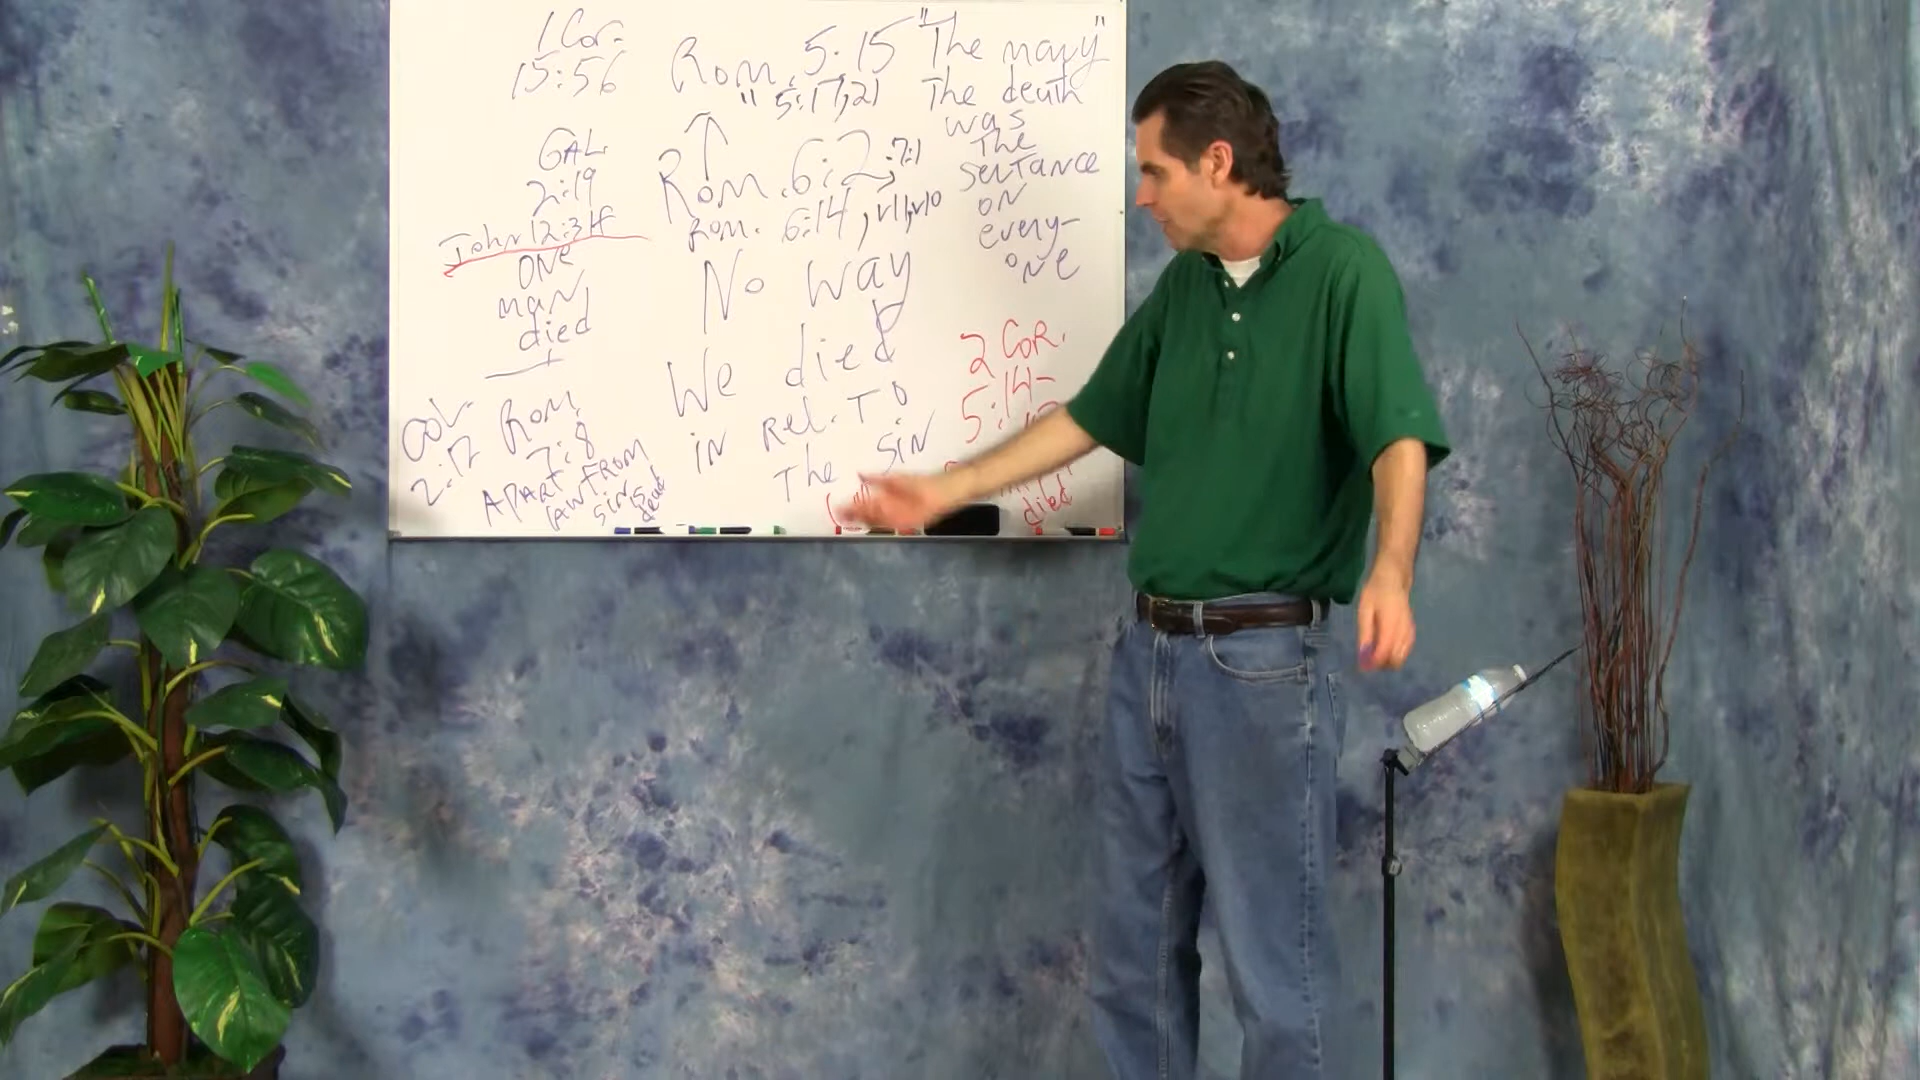 1 Cor.
15:56
GAL.
2:19
John 12:31f
ONE
man
died
COL.
2:12
Rom.
7:8
APART FROM
LAW
sin is
dead
Rom. 5:15 "The many"
" 5:17,21 The death
was
The
sentance
on
every-
one
Rom. 6:2 -7:1
Rom. 6:14, v11, v10
No way
We died
in rel. To
The sin
2 COR.
5:14-
died